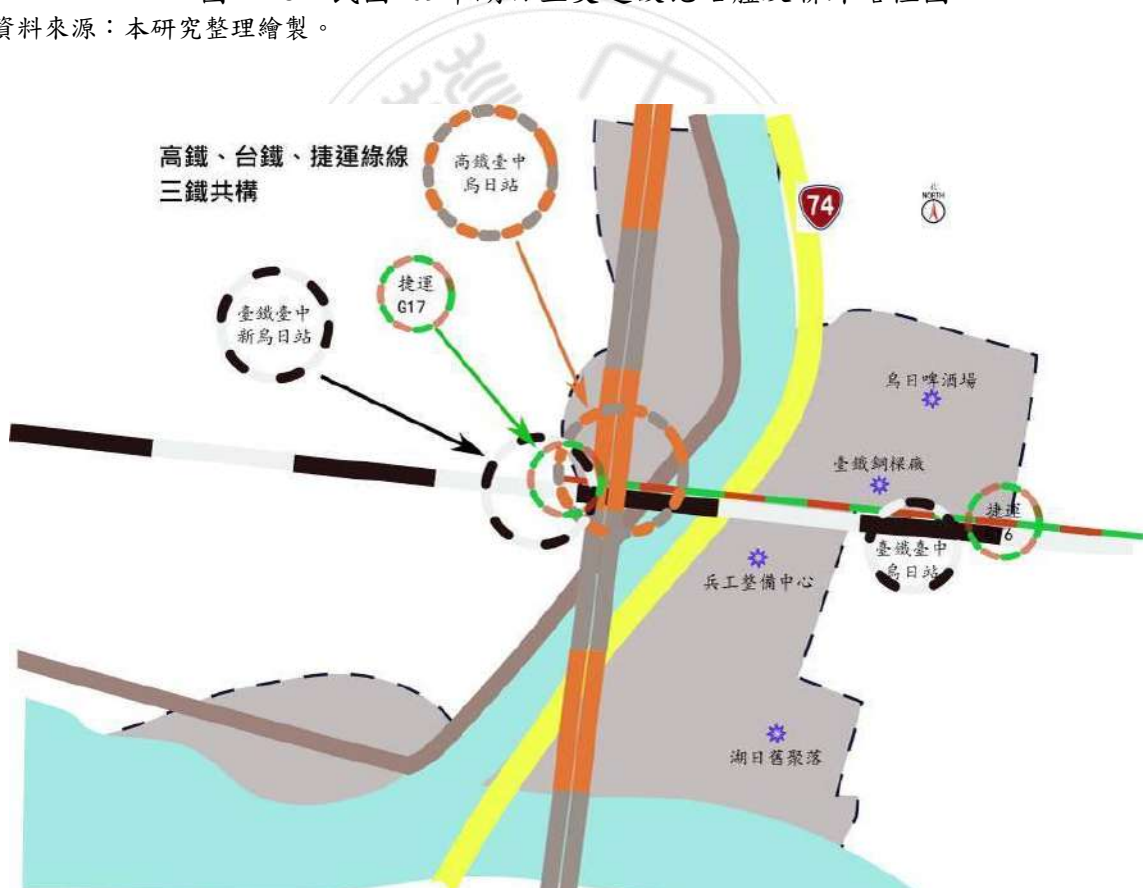 資料來源：本研究整理繪製。
高鐵、台鐵、捷運綠線
三鐵共構
高鐵臺中
烏日站
74
北
NORTH
捷運
G17
臺鐵臺中
新烏日站
烏日啤酒場
臺鐵鋼樑廠
捷運
6
臺鐵臺中
烏日站
兵工整備中心
湖日舊聚落